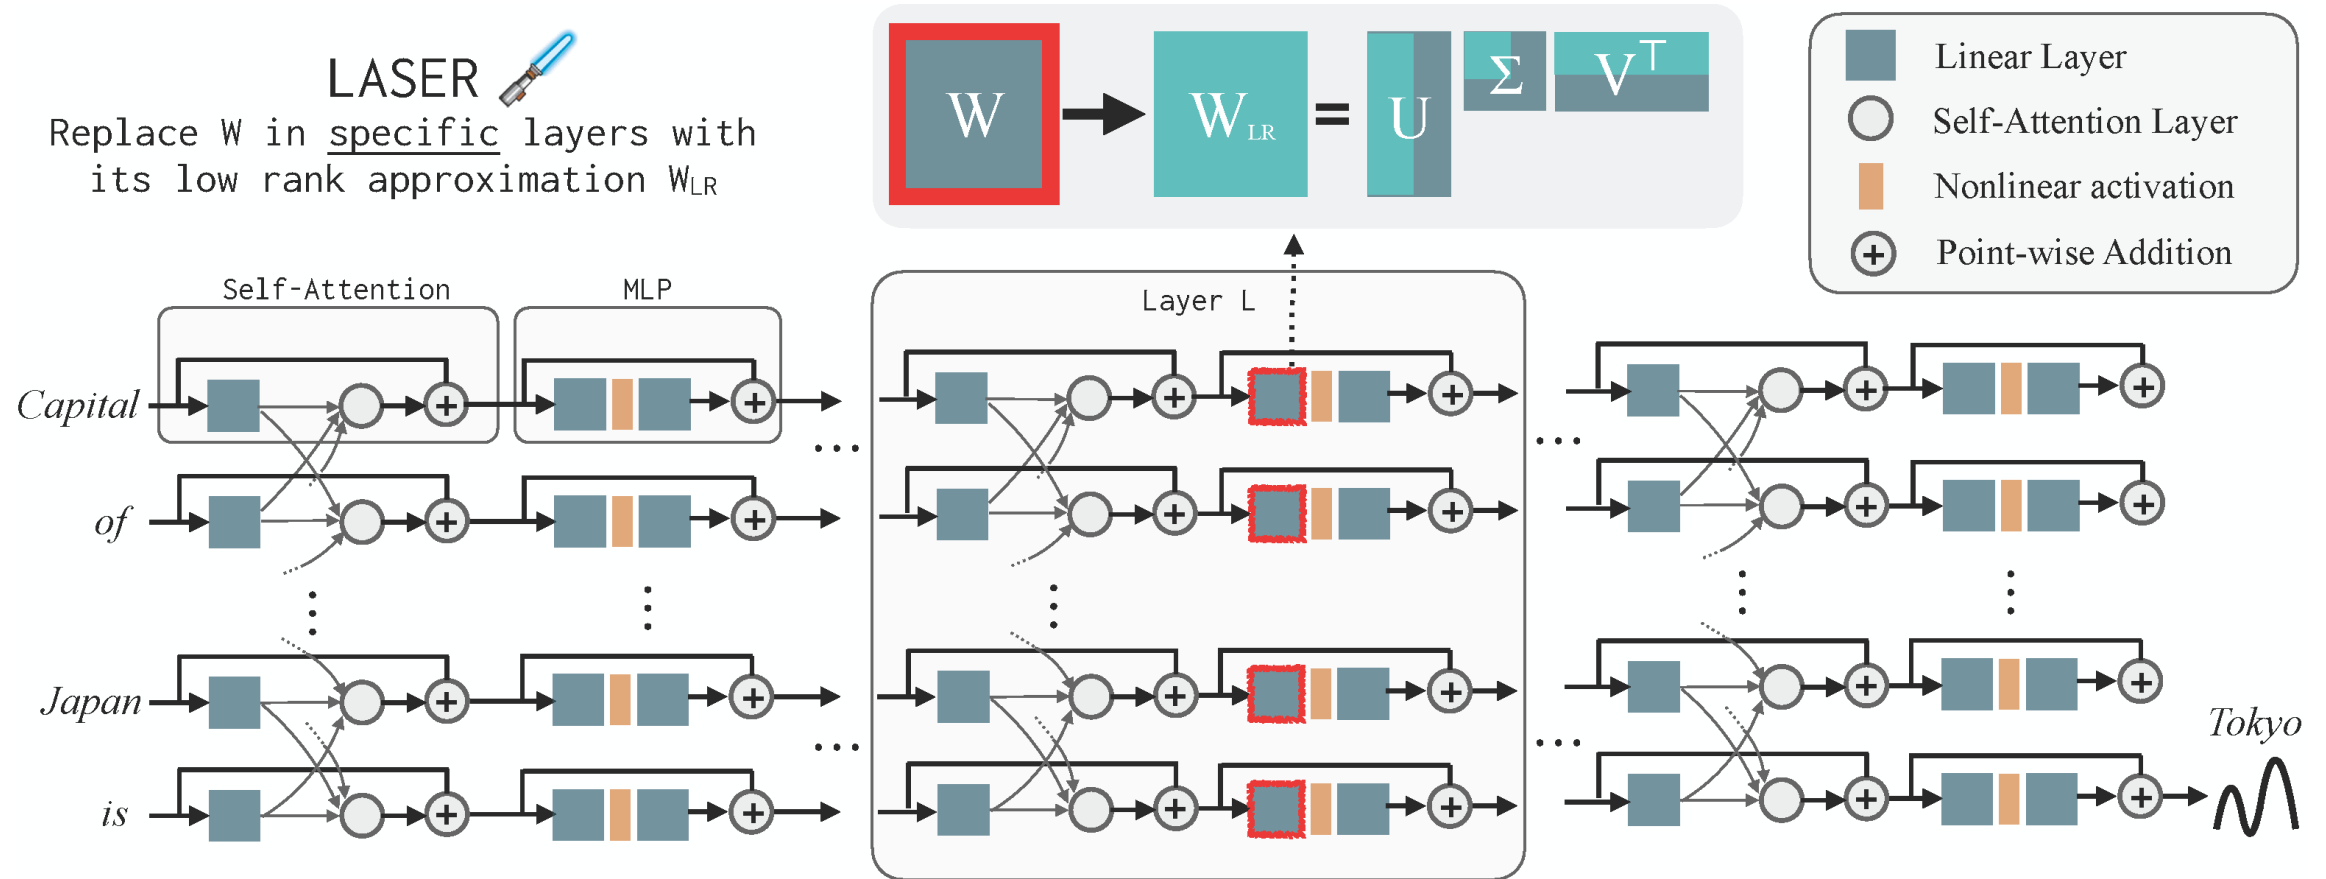 LASER
Replace W in specific layers with
its low rank approximation WLR
W
WLR
=
U
Σ
V⊤
Linear Layer
Self-Attention Layer
Nonlinear activation
+
Point-wise Addition
Self-Attention
MLP
Layer L
Capital
of
Japan
is
Tokyo